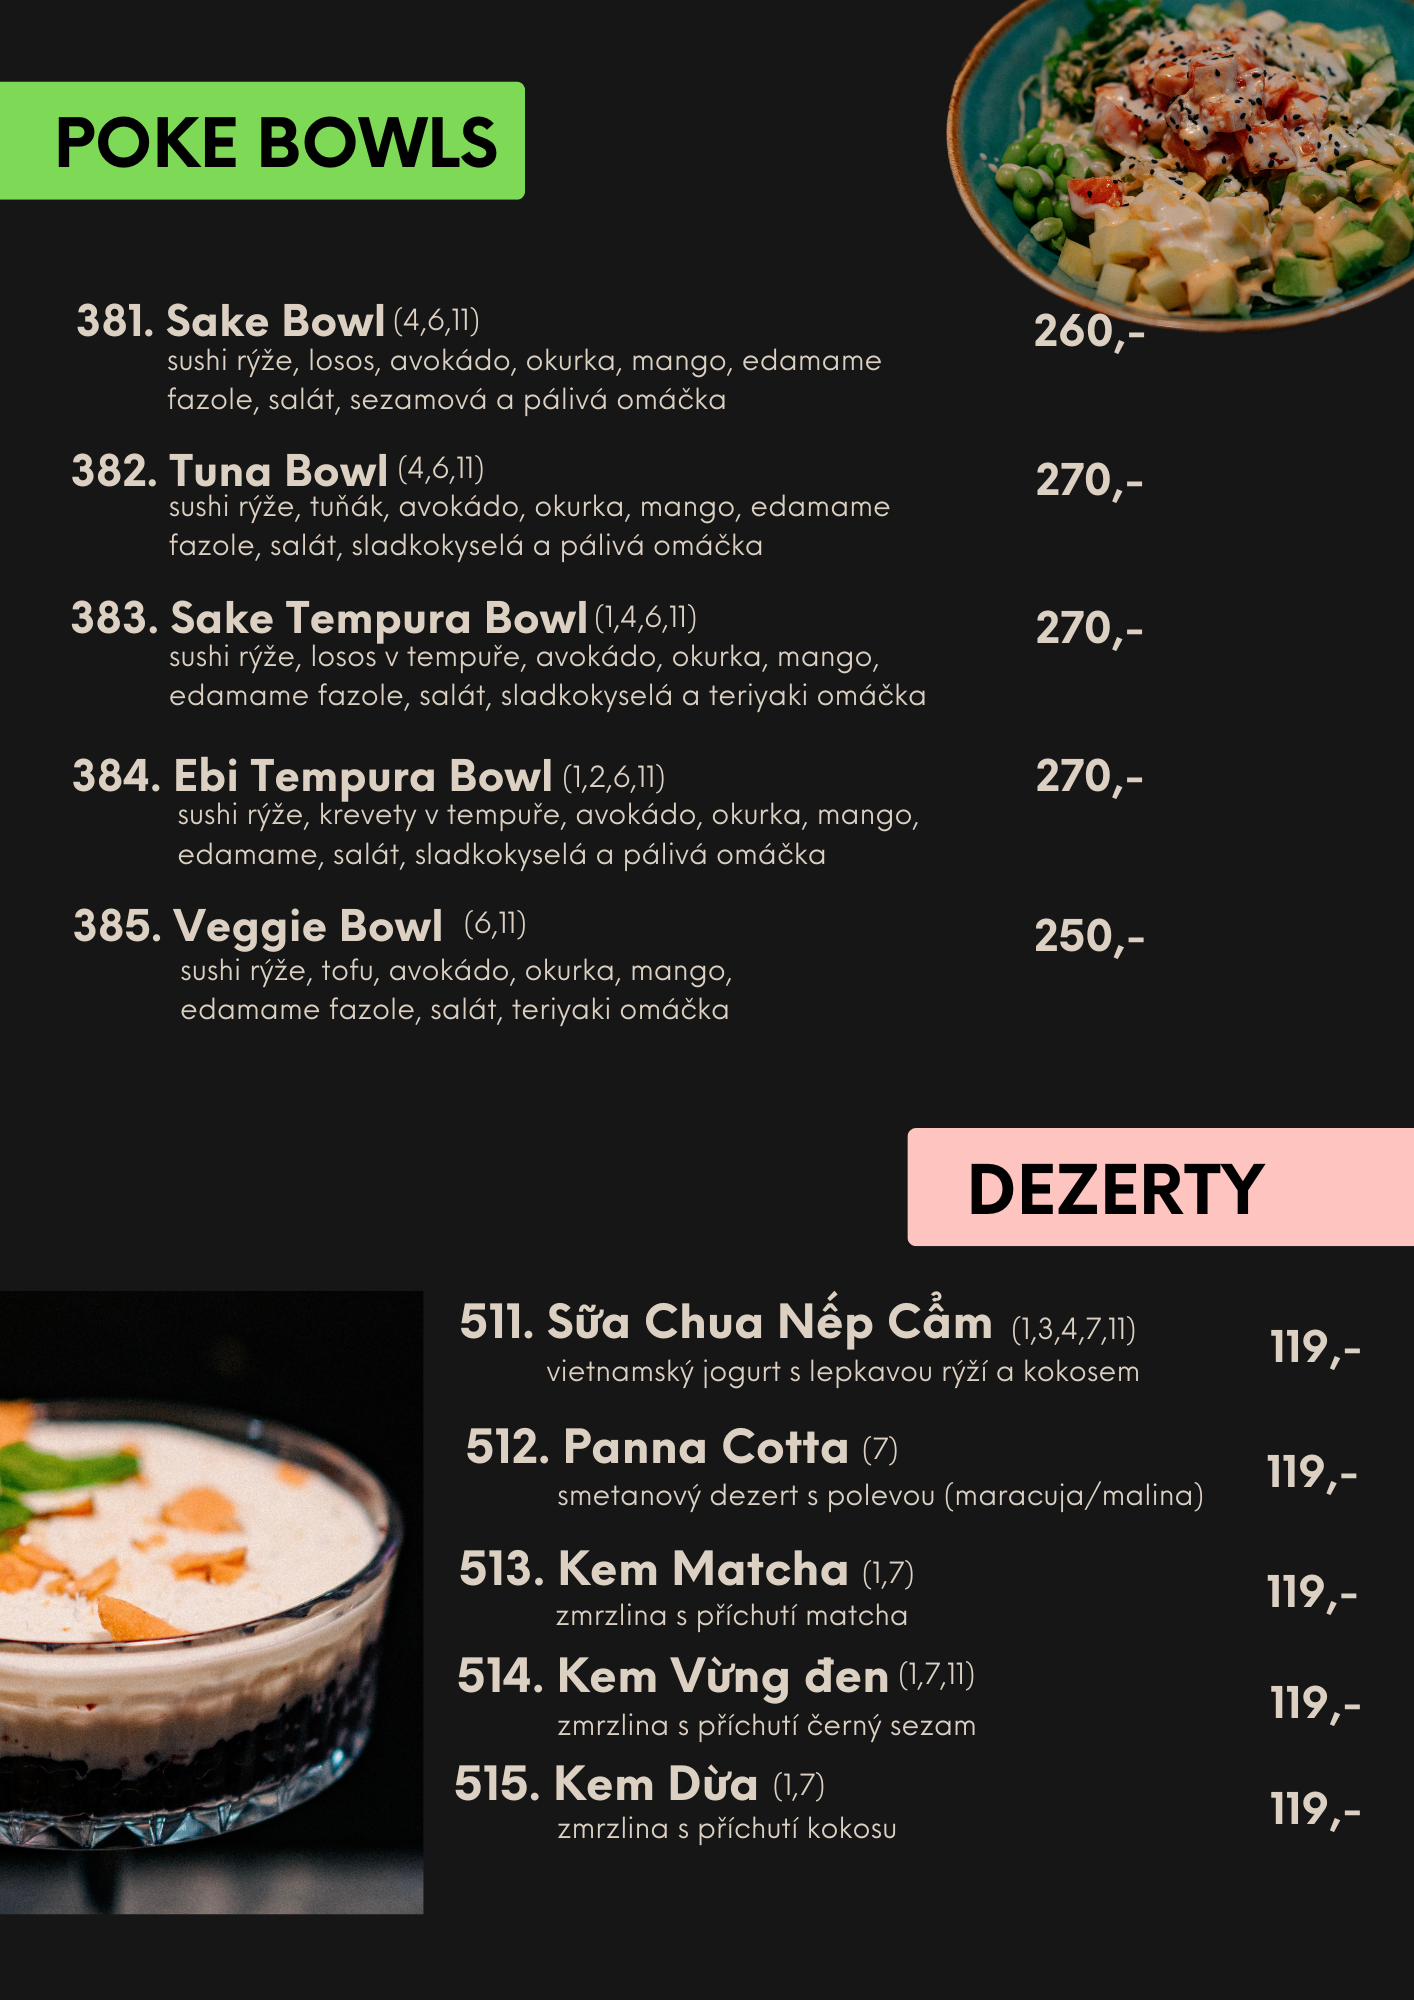 POKE BOWLS
381. Sake Bowl (4,6,11) 260,-
sushi rýže, losos, avokádo, okurka, mango, edamame
fazole, salát, sezamová a pálivá omáčka
382. Tuna Bowl (4,6,11) 270,-
sushi rýže, tuňák, avokádo, okurka, mango, edamame
fazole, salát, sladkokyselá a pálivá omáčka
383. Sake Tempura Bowl (1,4,6,11) 270,-
sushi rýže, losos v tempuře, avokádo, okurka, mango,
edamame fazole, salát, sladkokyselá a teriyaki omáčka
384. Ebi Tempura Bowl (1,2,6,11) 270,-
sushi rýže, krevety v tempuře, avokádo, okurka, mango,
edamame, salát, sladkokyselá a pálivá omáčka
385. Veggie Bowl (6,11) 250,-
sushi rýže, tofu, avokádo, okurka, mango,
edamame fazole, salát, teriyaki omáčka
DEZERTY
511. Sữa Chua Nếp Cẩm (1,3,4,7,11) 119,-
vietnamský jogurt s lepkavou rýží a kokosem
512. Panna Cotta (7) 119,-
smetanový dezert s polevou (maracuja/malina)
513. Kem Matcha (1,7) 119,-
zmrzlina s příchutí matcha
514. Kem Vừng đen (1,7,11) 119,-
zmrzlina s příchutí černý sezam
515. Kem Dừa (1,7) 119,-
zmrzlina s příchutí kokosu